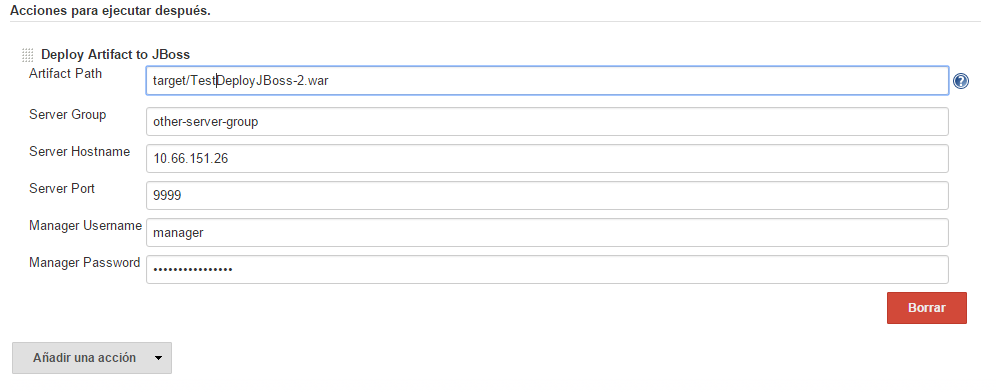 Acciones para ejecutar después.
Deploy Artifact to JBoss
Artifact Path target/TestDeployJBoss-2.war ?
Server Group other-server-group
Server Hostname 10.66.151.26
Server Port 9999
Manager Username manager
Manager Password ••••••••••••••••
Borrar
Añadir una acción